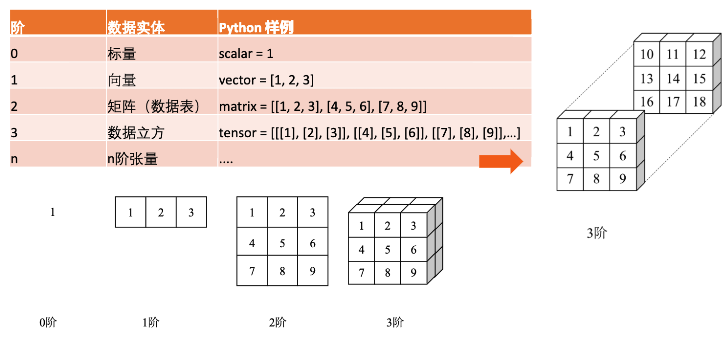 阶 数据实体 Python 样例
0 标量 scalar = 1
1 向量 vector = [1, 2, 3]
2 矩阵（数据表） matrix = [[1, 2, 3], [4, 5, 6], [7, 8, 9]]
3 数据立方 tensor = [[[1], [2], [3]], [[4], [5], [6]], [[7], [8], [9]],...]
n n阶张量 ....
10 11 12
13 14 15
16 17 18
1 2 3
4 5 6
7 8 9
3阶
1
1 2 3
1 2 3
4 5 6
7 8 9
1 2 3
4 5 6
7 8 9
0阶 1阶 2阶 3阶